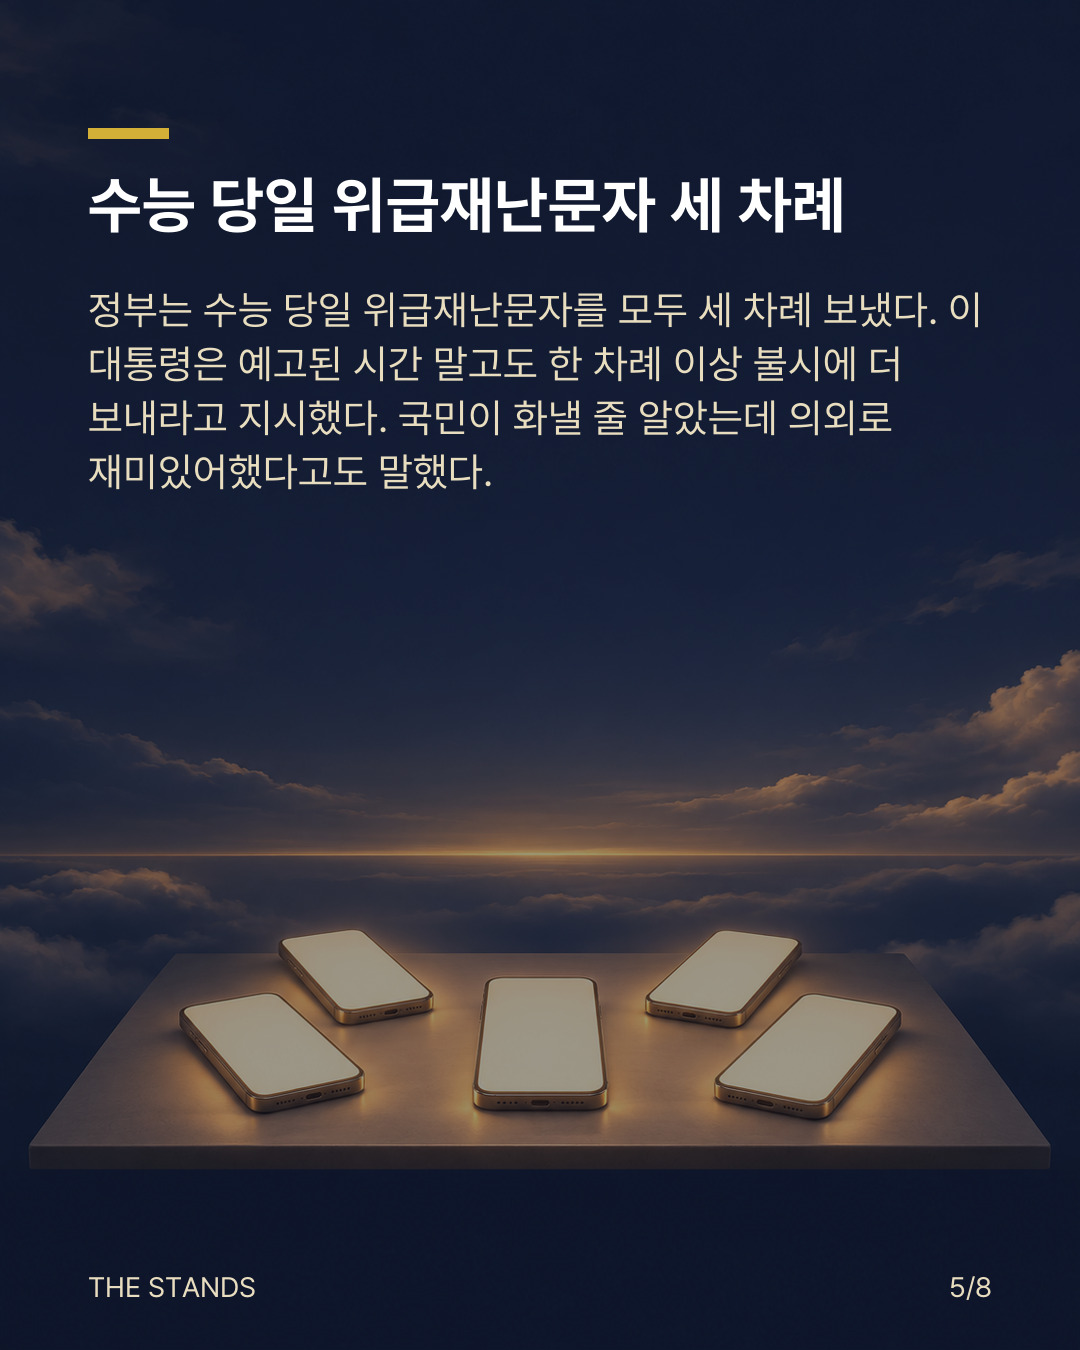 수능 당일 위급재난문자 세 차례
정부는 수능 당일 위급재난문자를 모두 세 차례 보냈다. 이
대통령은 예고된 시간 말고도 한 차례 이상 불시에 더
보내라고 지시했다. 국민이 화낼 줄 알았는데 의외로
재미있어했다고도 말했다.
THE STANDS
5/8